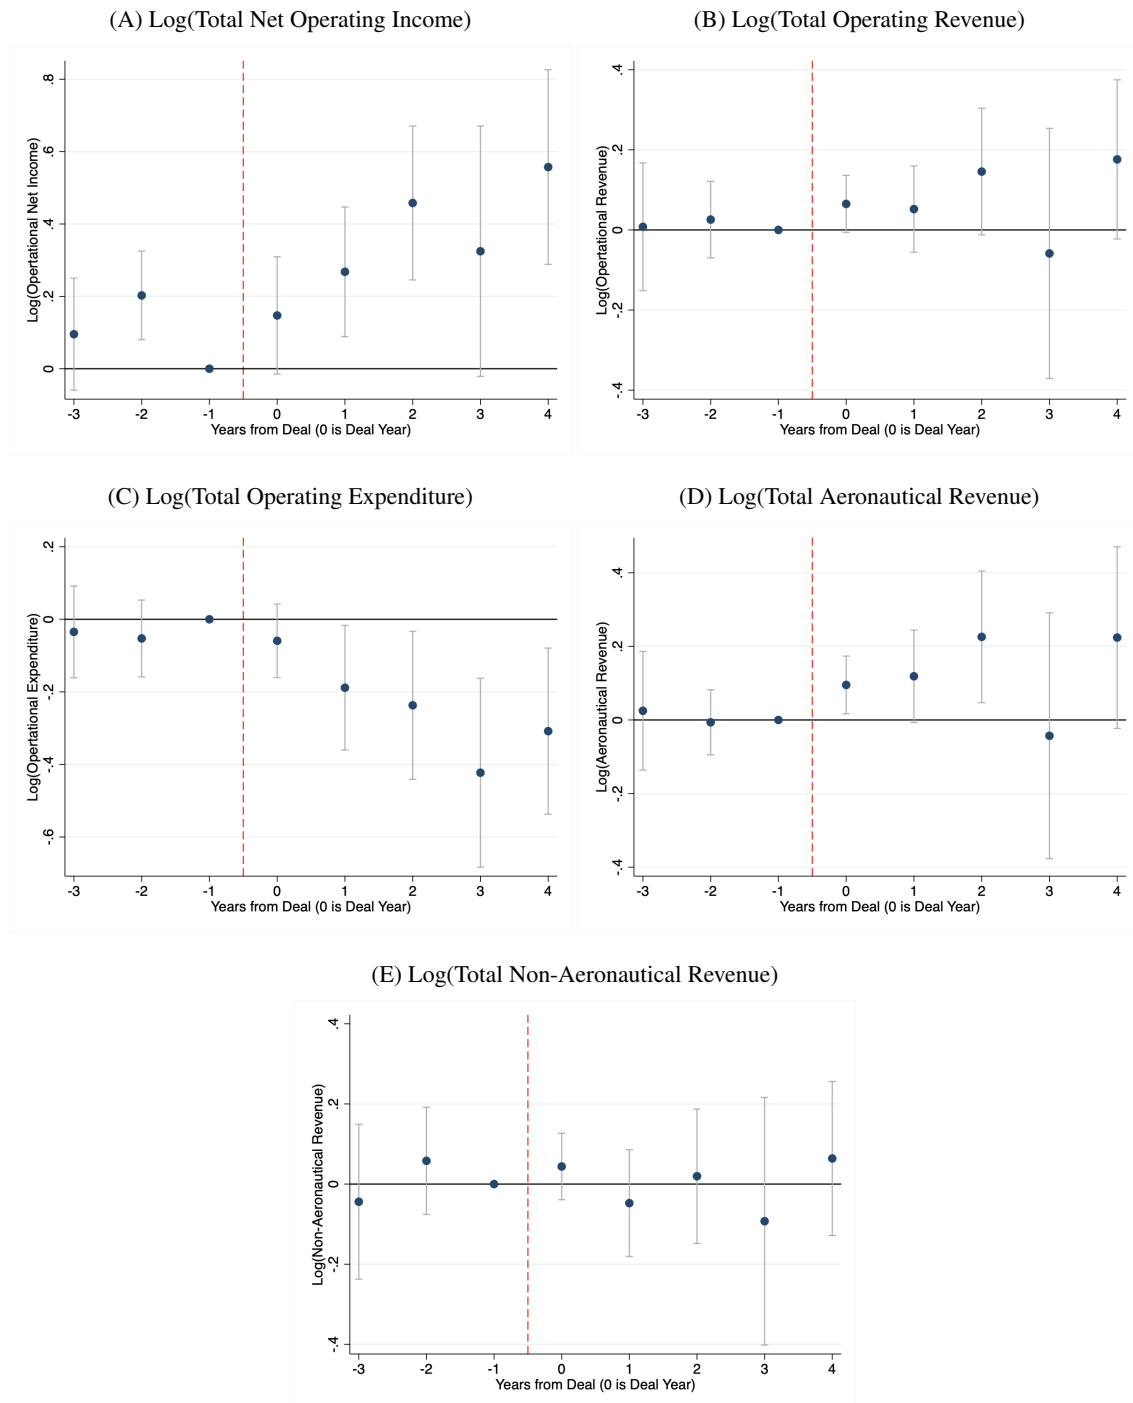 (A) Log(Total Net Operating Income)
Log(Opertational Net Income)
.8
.6
.4
.2
0
-3 -2 -1 0 1 2 3 4
Years from Deal (0 is Deal Year)
(B) Log(Total Operating Revenue)
Log(Opertational Revenue)
.4
.2
0
-.2
-.4
-3 -2 -1 0 1 2 3 4
Years from Deal (0 is Deal Year)
(C) Log(Total Operating Expenditure)
Log(Opertational Expenditure)
.2
0
-.2
-.4
-.6
-3 -2 -1 0 1 2 3 4
Years from Deal (0 is Deal Year)
(D) Log(Total Aeronautical Revenue)
Log(Aeronautical Revenue)
.4
.2
0
-.2
-.4
-3 -2 -1 0 1 2 3 4
Years from Deal (0 is Deal Year)
(E) Log(Total Non-Aeronautical Revenue)
Log(Non-Aeronautical Revenue)
.4
.2
0
-.2
-.4
-3 -2 -1 0 1 2 3 4
Years from Deal (0 is Deal Year)